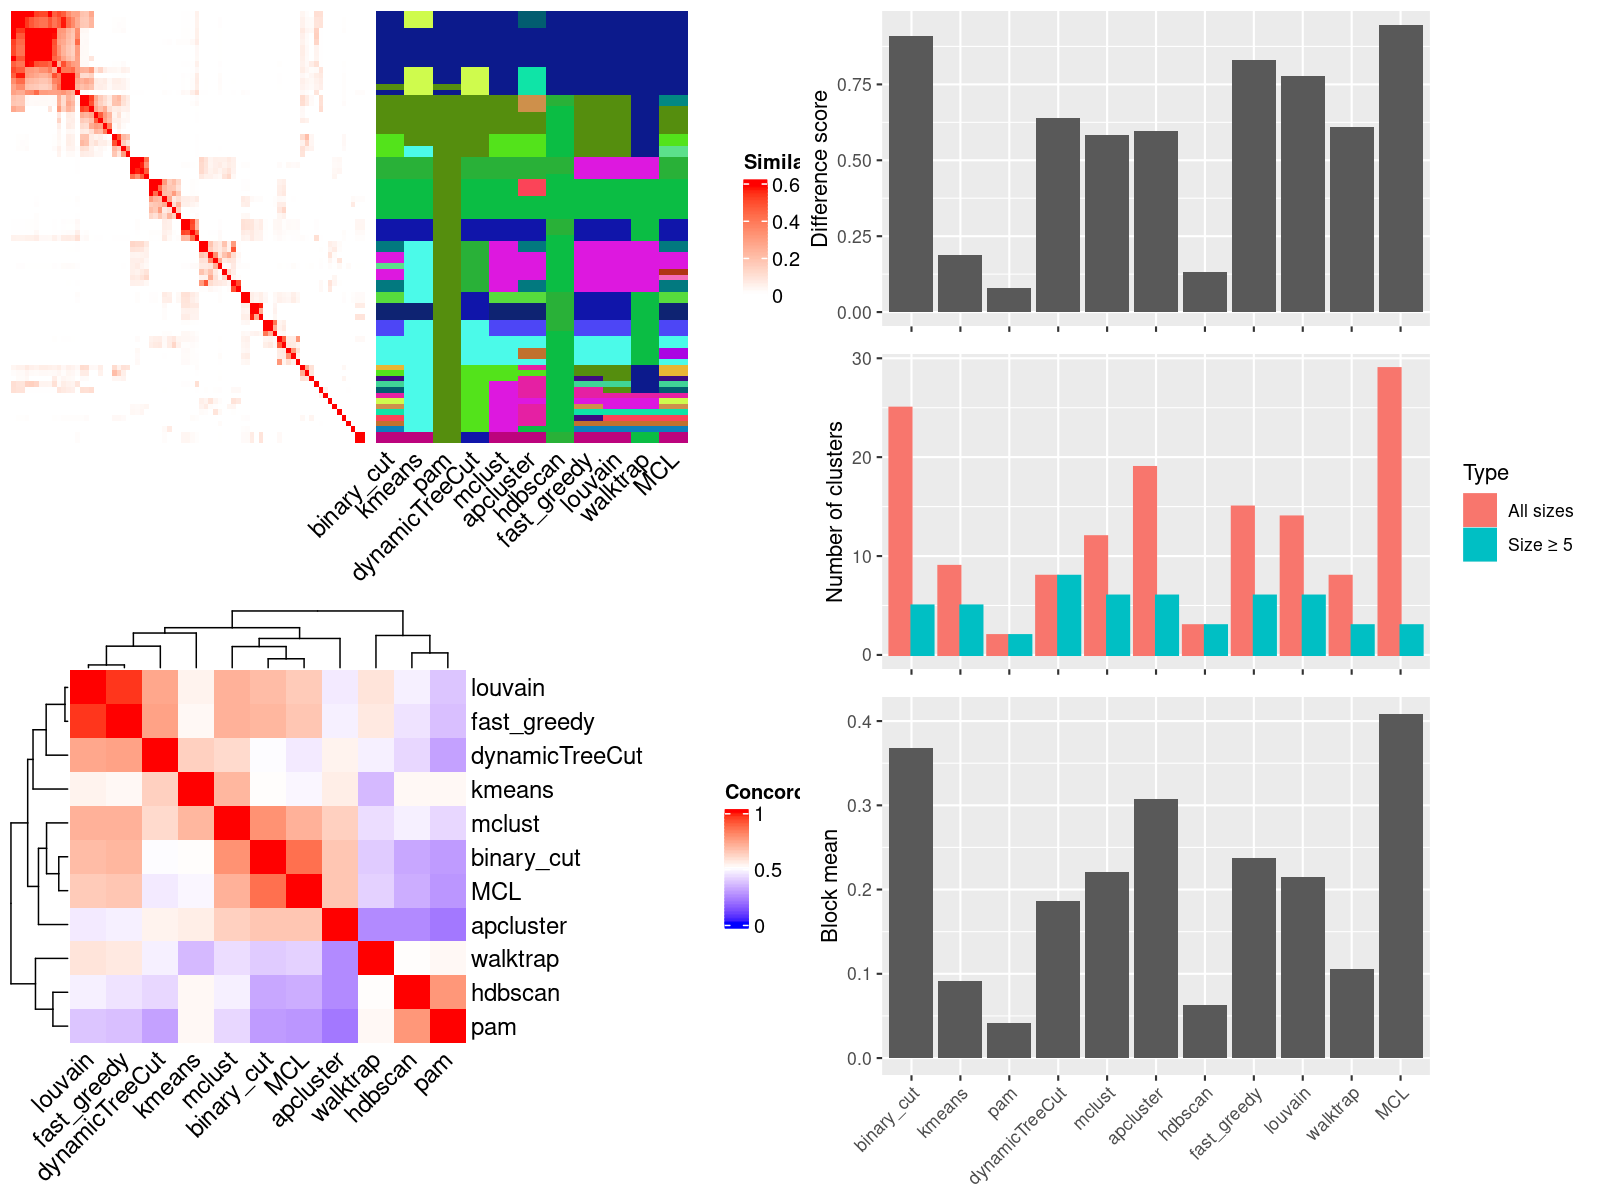 Simila
0.6
0.4
0.2
0
binary_cut
kmeans
pam
dynamicTreeCut
mclust
apcluster
hdbscan
fast_greedy
louvain
walktrap
MCL
louvain
fast_greedy
dynamicTreeCut
kmeans
mclust
binary_cut
MCL
apcluster
walktrap
hdbscan
pam
Concord
1
0.5
0
louvain
fast_greedy
dynamicTreeCut
kmeans
mclust
binary_cut
MCL
apcluster
walktrap
hdbscan
pam
Difference score
0.75
0.50
0.25
0.00
Number of clusters
30
20
10
0
Type
All sizes
Size ≥ 5
Block mean
0.4
0.3
0.2
0.1
0.0
binary_cut
kmeans
pam
dynamicTreeCut
mclust
apcluster
hdbscan
fast_greedy
louvain
walktrap
MCL